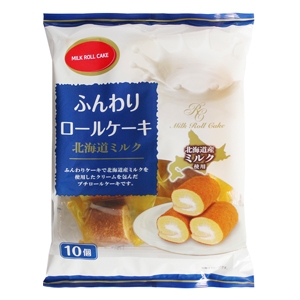 MILK ROLL CAKE
ふんわり
ロールケーキ
北海道ミルク
ふんわりケーキで北海道産ミルクを
使用したクリームを包んだ
プチロールケーキです。
10個
RC
Milk Roll Cake
北海道産
ミルク
使用